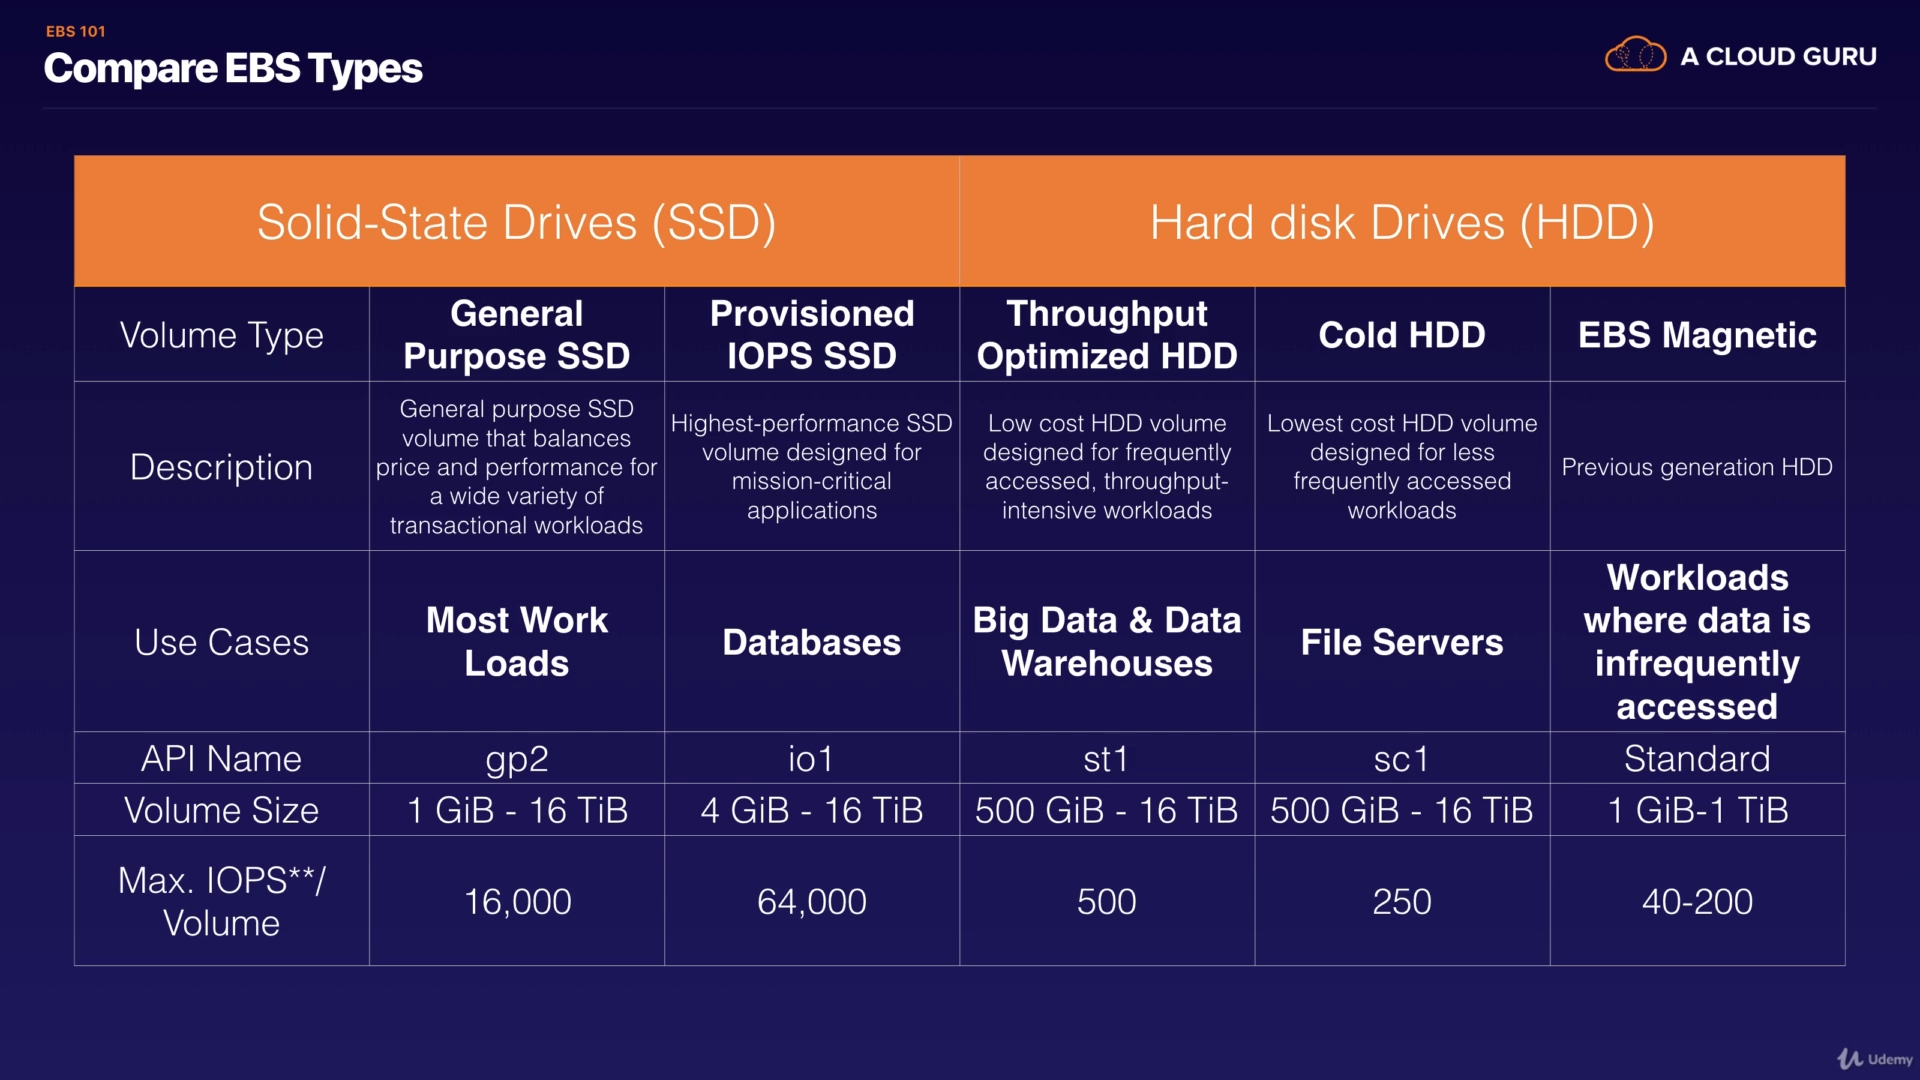 EBS 101
Compare EBS Types
A CLOUD GURU
Solid-State Drives (SSD)
Hard disk Drives (HDD)
Volume Type
General
Purpose SSD
Provisioned
IOPS SSD
Throughput
Optimized HDD
Cold HDD
EBS Magnetic
Description
General purpose SSD
volume that balances
price and performance for
a wide variety of
transactional workloads
Highest-performance SSD
volume designed for
mission-critical
applications
Low cost HDD volume
designed for frequently
accessed, throughput-
intensive workloads
Lowest cost HDD volume
designed for less
frequently accessed
workloads
Previous generation HDD
Use Cases
Most Work
Loads
Databases
Big Data & Data
Warehouses
File Servers
Workloads
where data is
infrequently
accessed
API Name
gp2
io1
st1
sc1
Standard
Volume Size
1 GiB - 16 TiB
4 GiB - 16 TiB
500 GiB - 16 TiB
500 GiB - 16 TiB
1 GiB-1 TiB
Max. IOPS**/
Volume
16,000
64,000
500
250
40-200
Udemy